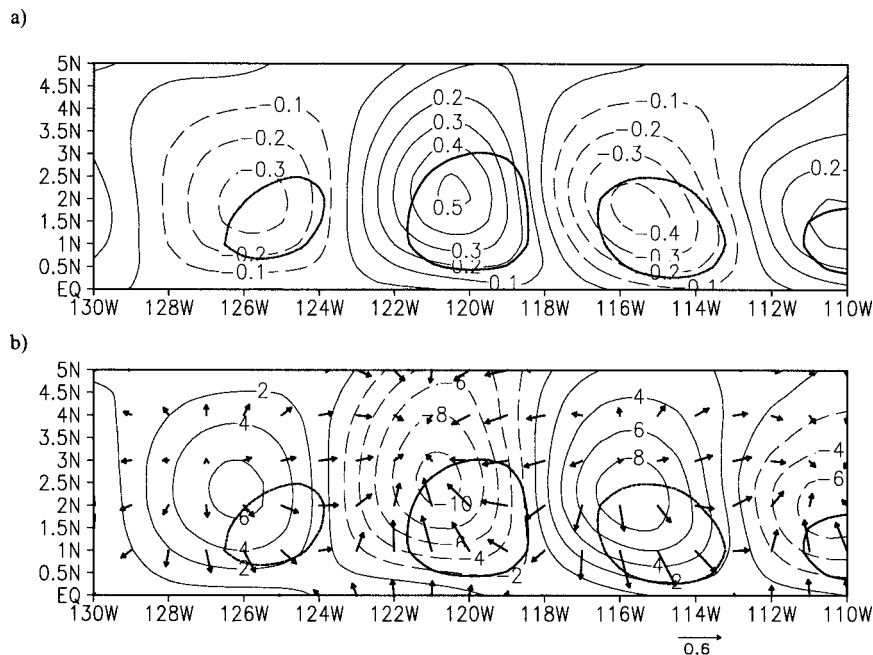 a)
5N
4.5N
4N
3.5N
3N
2.5N
2N
1.5N
1N
0.5N
EQ
-0.1
-0.2
-0.3
-0.2
0.1
0.2
0.3
0.4
0.5
0.3
0.2
0.1
-0.1
-0.2
-0.3
-0.4
-0.3
0.2
0.1
0.2
130W 128W 126W 124W 122W 120W 118W 116W 114W 112W 110W
b)
5N
4.5N
4N
3.5N
3N
2.5N
2N
1.5N
1N
0.5N
EQ
2
4
6
4
2
-6
-8
-10
-4
-2
4
6
8
4
2
-4
-6
130W 128W 126W 124W 122W 120W 118W 116W 114W 112W 110W
0.6